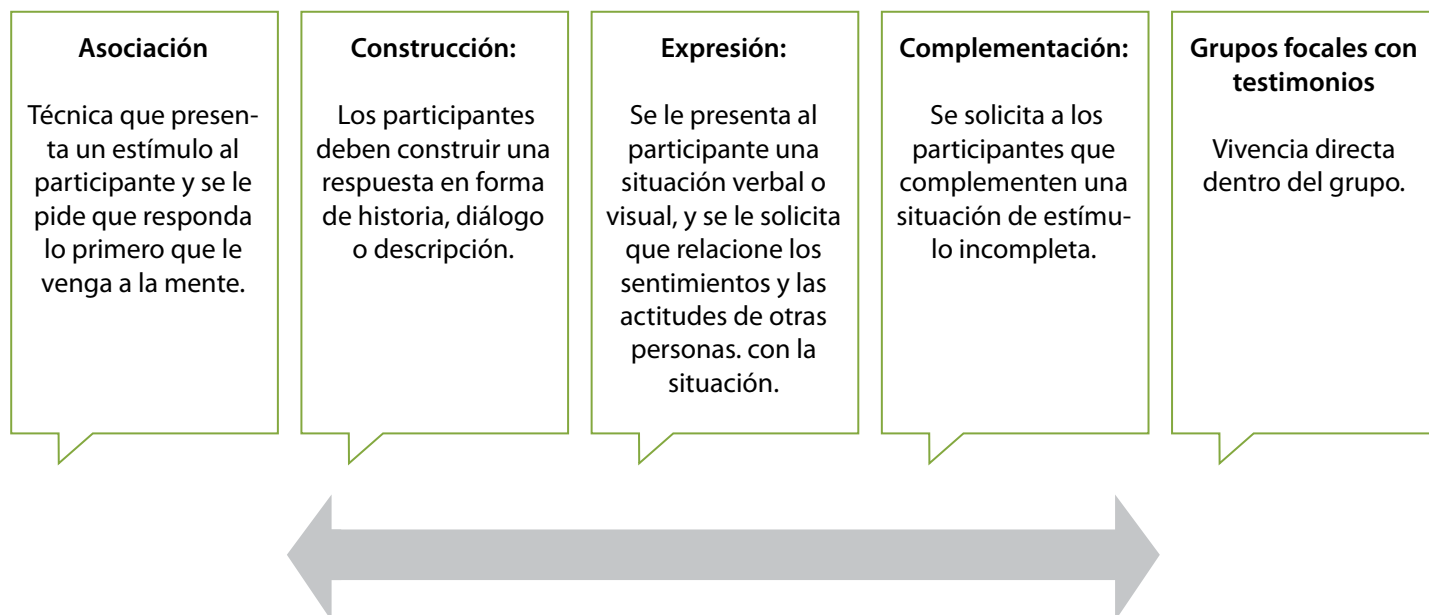 Asociación
Técnica que presen-
ta un estímulo al
participante y se le
pide que responda
lo primero que le
venga a la mente.
Construcción:
Los participantes
deben construir una
respuesta en forma
de historia, diálogo
o descripción.
Expresión:
Se le presenta al
participante una
situación verbal o
visual, y se le solicita
que relacione los
sentimientos y las
actitudes de otras
personas. con la
situación.
Complementación:
Se solicita a los
participantes que
complementen una
situación de estímu-
lo incompleta.
Grupos focales con
testimonios
Vivencia directa
dentro del grupo.